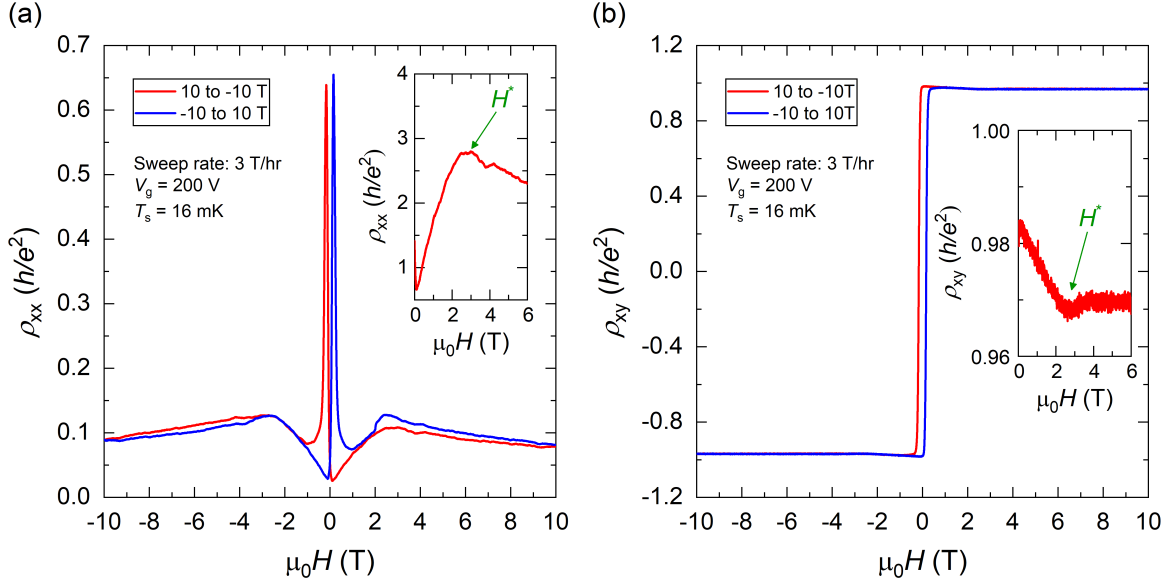 (a)
0.7
0.6
0.5
0.4
0.3
0.2
0.1
0.0
ρxx (h/e²)
10 to -10 T
-10 to 10 T
Sweep rate: 3 T/hr
Vg = 200 V
Ts = 16 mK
4
3
2
1
ρxx (h/e²)
H*
0 2 4 6
μ0H (T)
-10 -8 -6 -4 -2 0 2 4 6 8 10
μ0H (T)
(b)
1.2
0.8
0.4
0.0
-0.4
-0.8
-1.2
ρxy (h/e²)
10 to -10T
-10 to 10T
Sweep rate: 3 T/hr
Vg = 200 V
Ts = 16 mK
1.00
0.98
0.96
ρxy (h/e²)
H*
0 2 4 6
μ0H (T)
-10 -8 -6 -4 -2 0 2 4 6 8 10
μ0H (T)